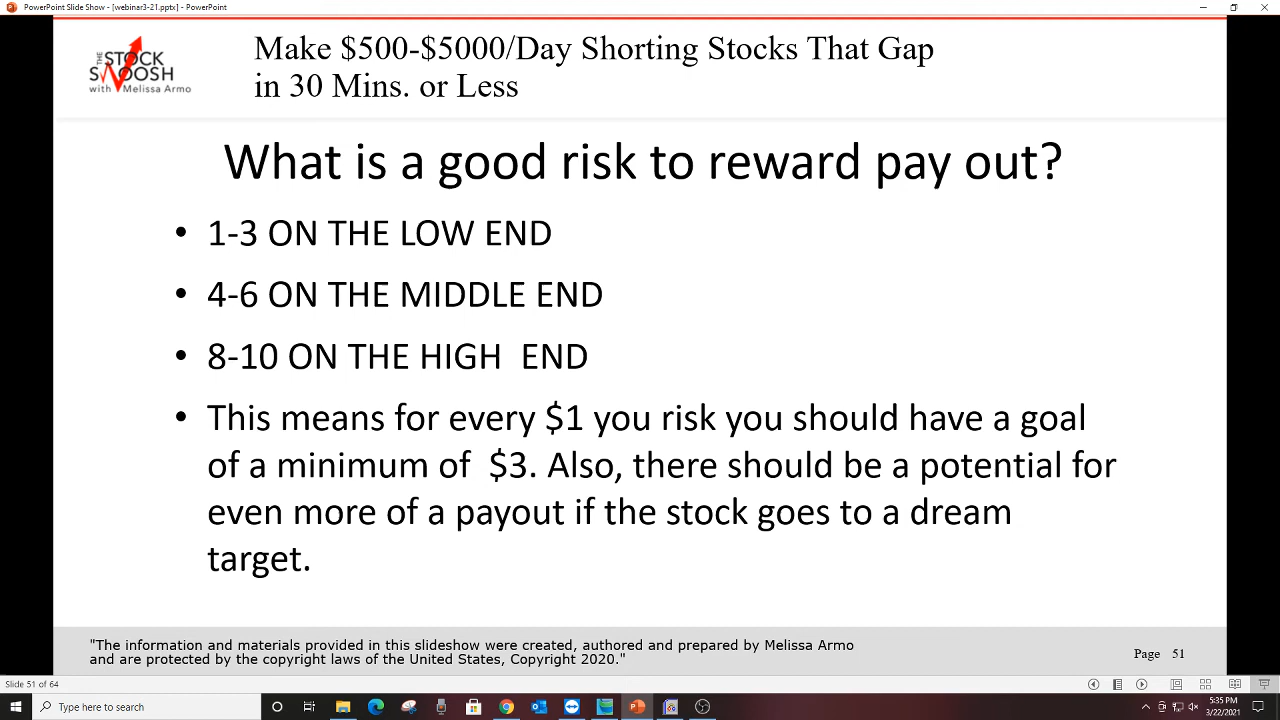 PowerPoint Slide Show - [webinar3-21.pptx] - PowerPoint
THE
STOCK
SWOOSH
with Melissa Armo
Make $500-$5000/Day Shorting Stocks That Gap
in 30 Mins. or Less
What is a good risk to reward pay out?
• 1-3 ON THE LOW END
• 4-6 ON THE MIDDLE END
• 8-10 ON THE HIGH  END
• This means for every $1 you risk you should have a goal
of a minimum of  $3. Also, there should be a potential for
even more of a payout if the stock goes to a dream
target.
"The information and materials provided in this slideshow were created, authored and prepared by Melissa Armo
and are protected by the copyright laws of the United States, Copyright 2020."
Page 51
Slide 51 of 64
Type here to search
5:35 PM
3/22/2021